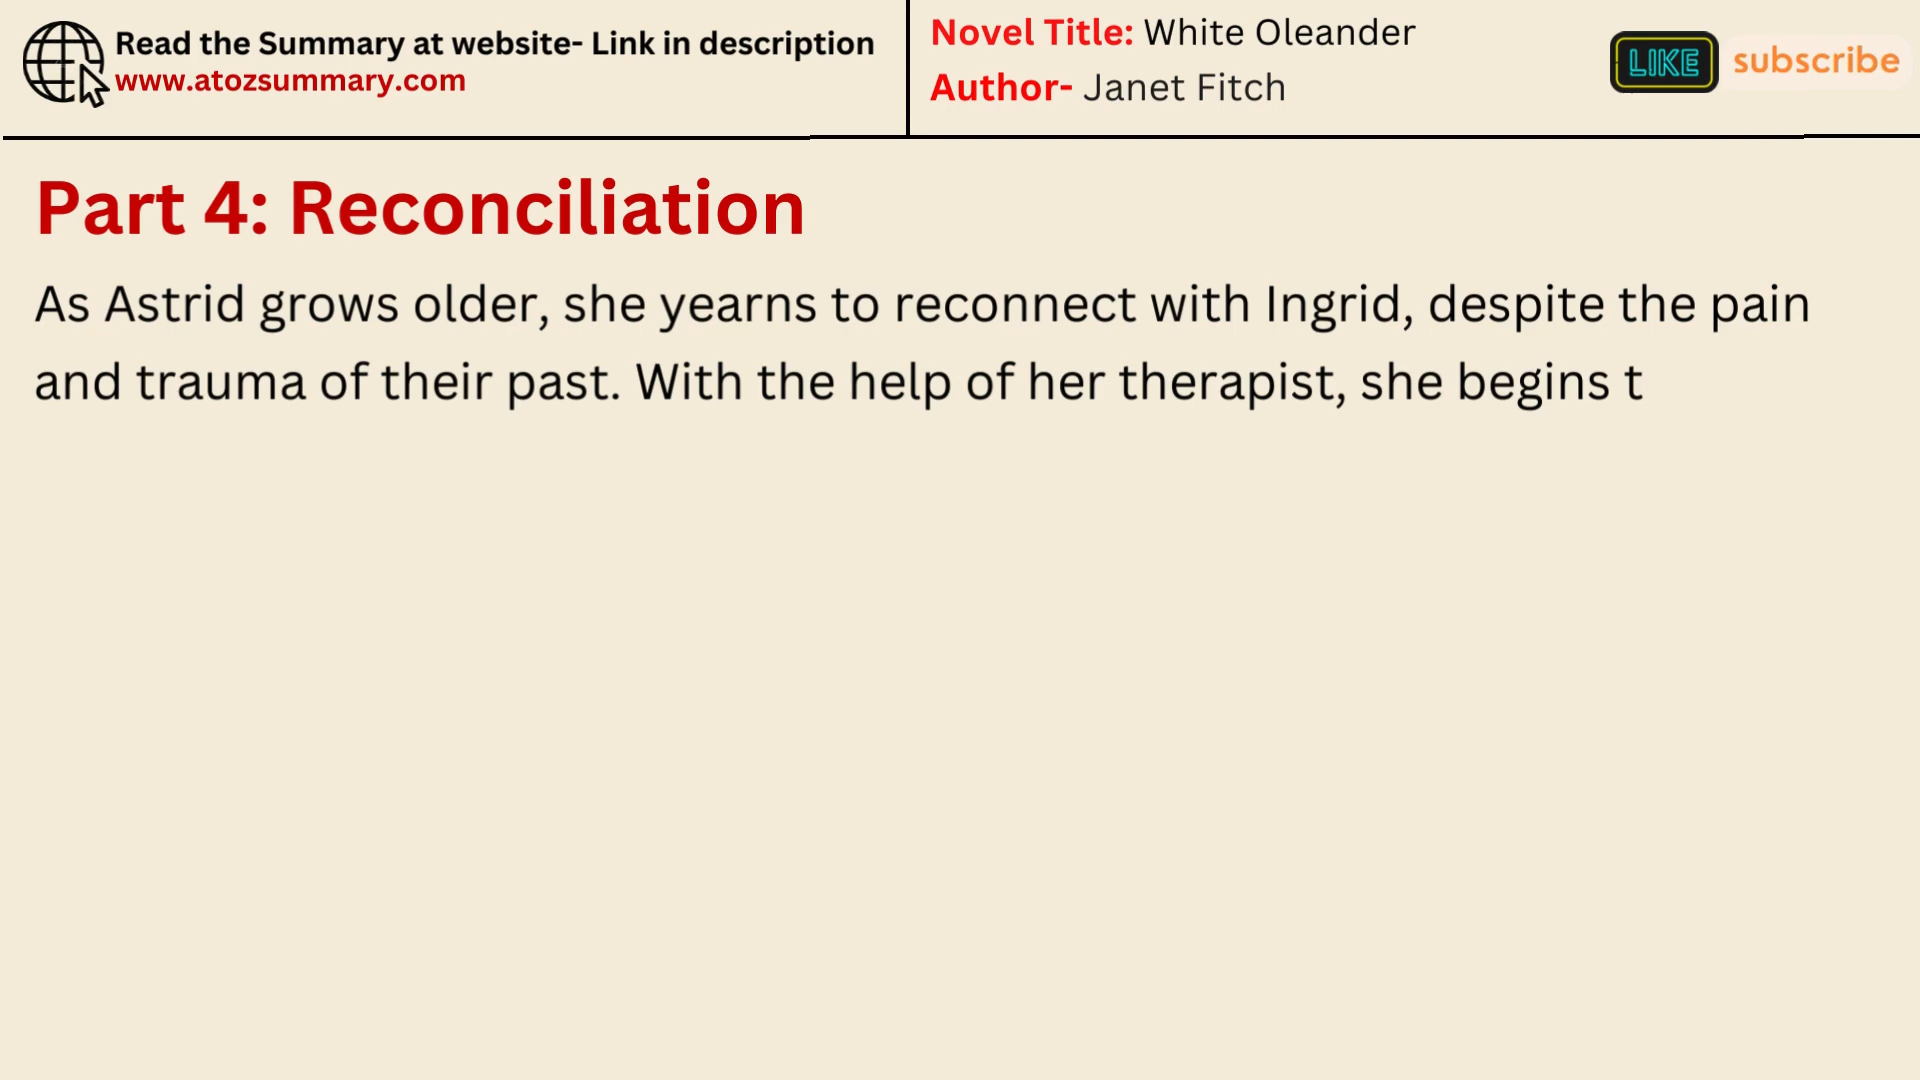 Read the Summary at website- Link in description
www.atozsummary.com
Novel Title: White Oleander
Author- Janet Fitch
LIKE
subscribe
Part 4: Reconciliation
As Astrid grows older, she yearns to reconnect with Ingrid, despite the pain
and trauma of their past. With the help of her therapist, she begins t